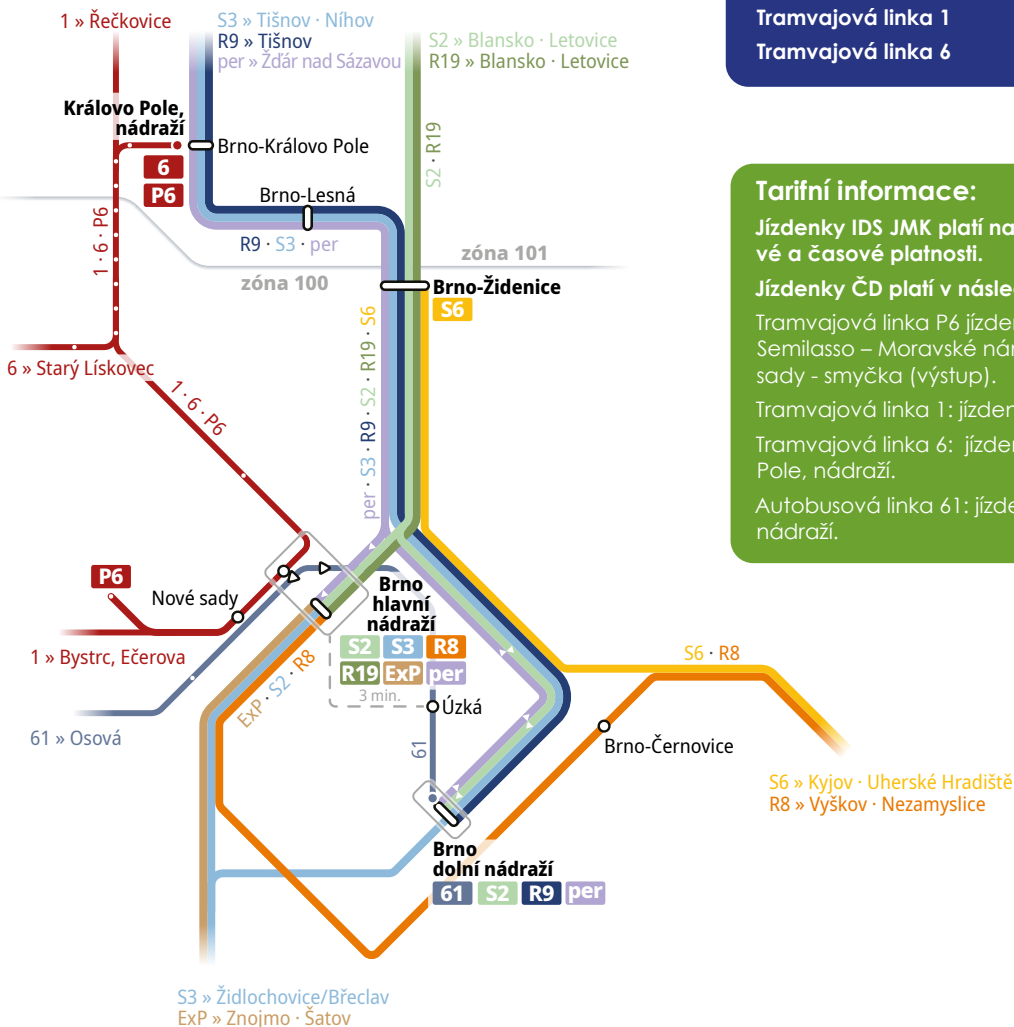 1 » Řečkovice
S3 » Tišnov · Níhov
R9 » Tišnov
per » Žďár nad Sázavou
S2 » Blansko · Letovice
R19 » Blansko · Letovice
Tramvajová linka 1
Tramvajová linka 6
Královo Pole,
nádraží
6
P6
Brno-Královo Pole
S2 · R19
Brno-Lesná
R9 · S3 · per
1 · 6 · P6
zóna 100
zóna 101
Brno-Židenice
S6
Tarifní informace:
Jízdenky IDS JMK platí na
vé a časové platnosti.
Jízdenky ČD platí v násle
Tramvajová linka P6 jízden
Semilasso – Moravské nám
sady - smyčka (výstup).
Tramvajová linka 1: jízden
Tramvajová linka 6: jízden
Pole, nádraží.
Autobusová linka 61: jízde
nádraží.
6 » Starý Lískovec
1 · 6 · P6
per · S3 · R9 · S2 · R19 · S6
P6
Nové sady
1 » Bystrc, Ečerova
61 » Osová
Brno
hlavní
nádraží
S2 S3 R8
R19 ExP per
3 min.
ExP · S2 · R8
Úzká
61
S6 · R8
Brno-Černovice
S6 » Kyjov · Uherské Hradiště
R8 » Vyškov · Nezamyslice
Brno
dolní nádraží
61 S2 R9 per
S3 » Židlochovice/Břeclav
ExP » Znojmo · Šatov